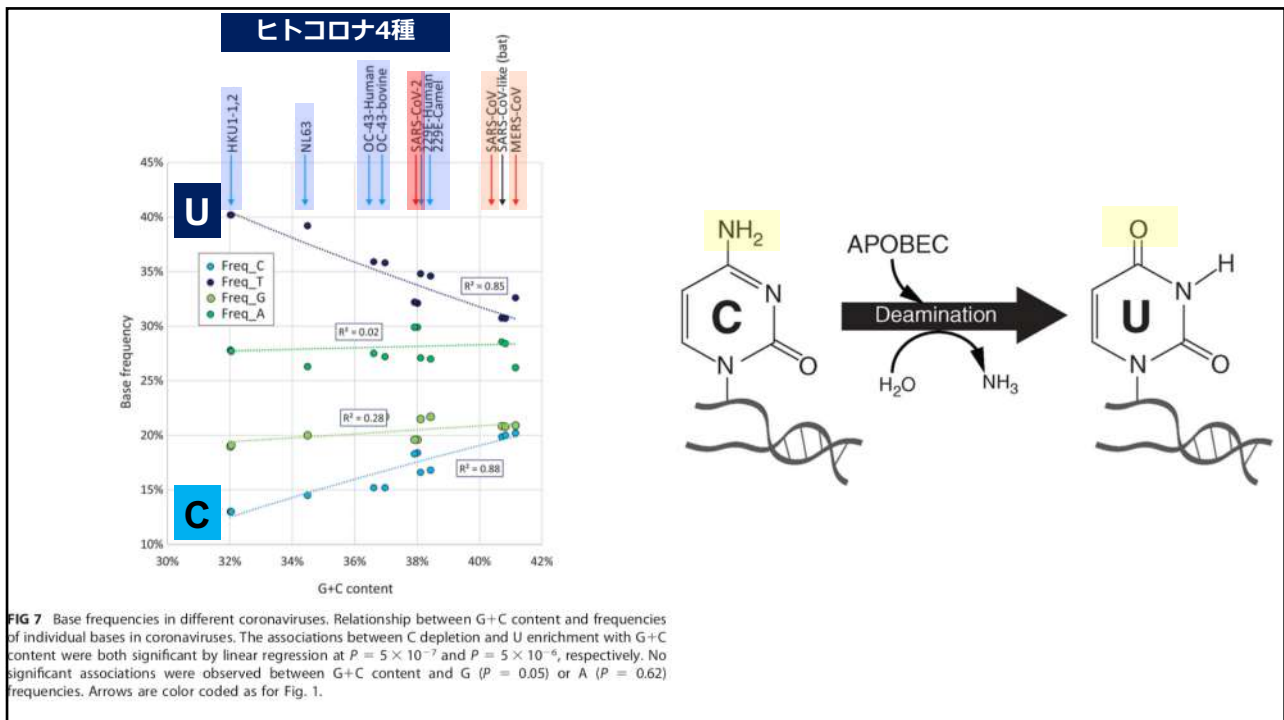 ヒトコロナ4種
HKU1-1,2
NL63
OC-43-Human
OC-43-bovine
SARS-CoV-2
229E-Human
229E-Camel
SARS-CoV
SARS-CoV-like (bat)
MERS-CoV
45%
40%
35%
30%
25%
20%
15%
10%
Base frequency
U
C
Freq_C
Freq_T
Freq_G
Freq_A
R² = 0.85
R² = 0.02
R² = 0.28
R² = 0.88
30%
32%
34%
36%
38%
40%
42%
G+C content
NH₂
N
C
N
O
APOBEC
Deamination
H₂O
NH₃
O
H
N
U
N
O
FIG 7 Base frequencies in different coronaviruses. Relationship between G+C content and frequencies
of individual bases in coronaviruses. The associations between C depletion and U enrichment with G+C
content were both significant by linear regression at P = 5 × 10⁻⁷ and P = 5 × 10⁻⁶, respectively. No
significant associations were observed between G+C content and G (P = 0.05) or A (P = 0.62)
frequencies. Arrows are color coded as for Fig. 1.